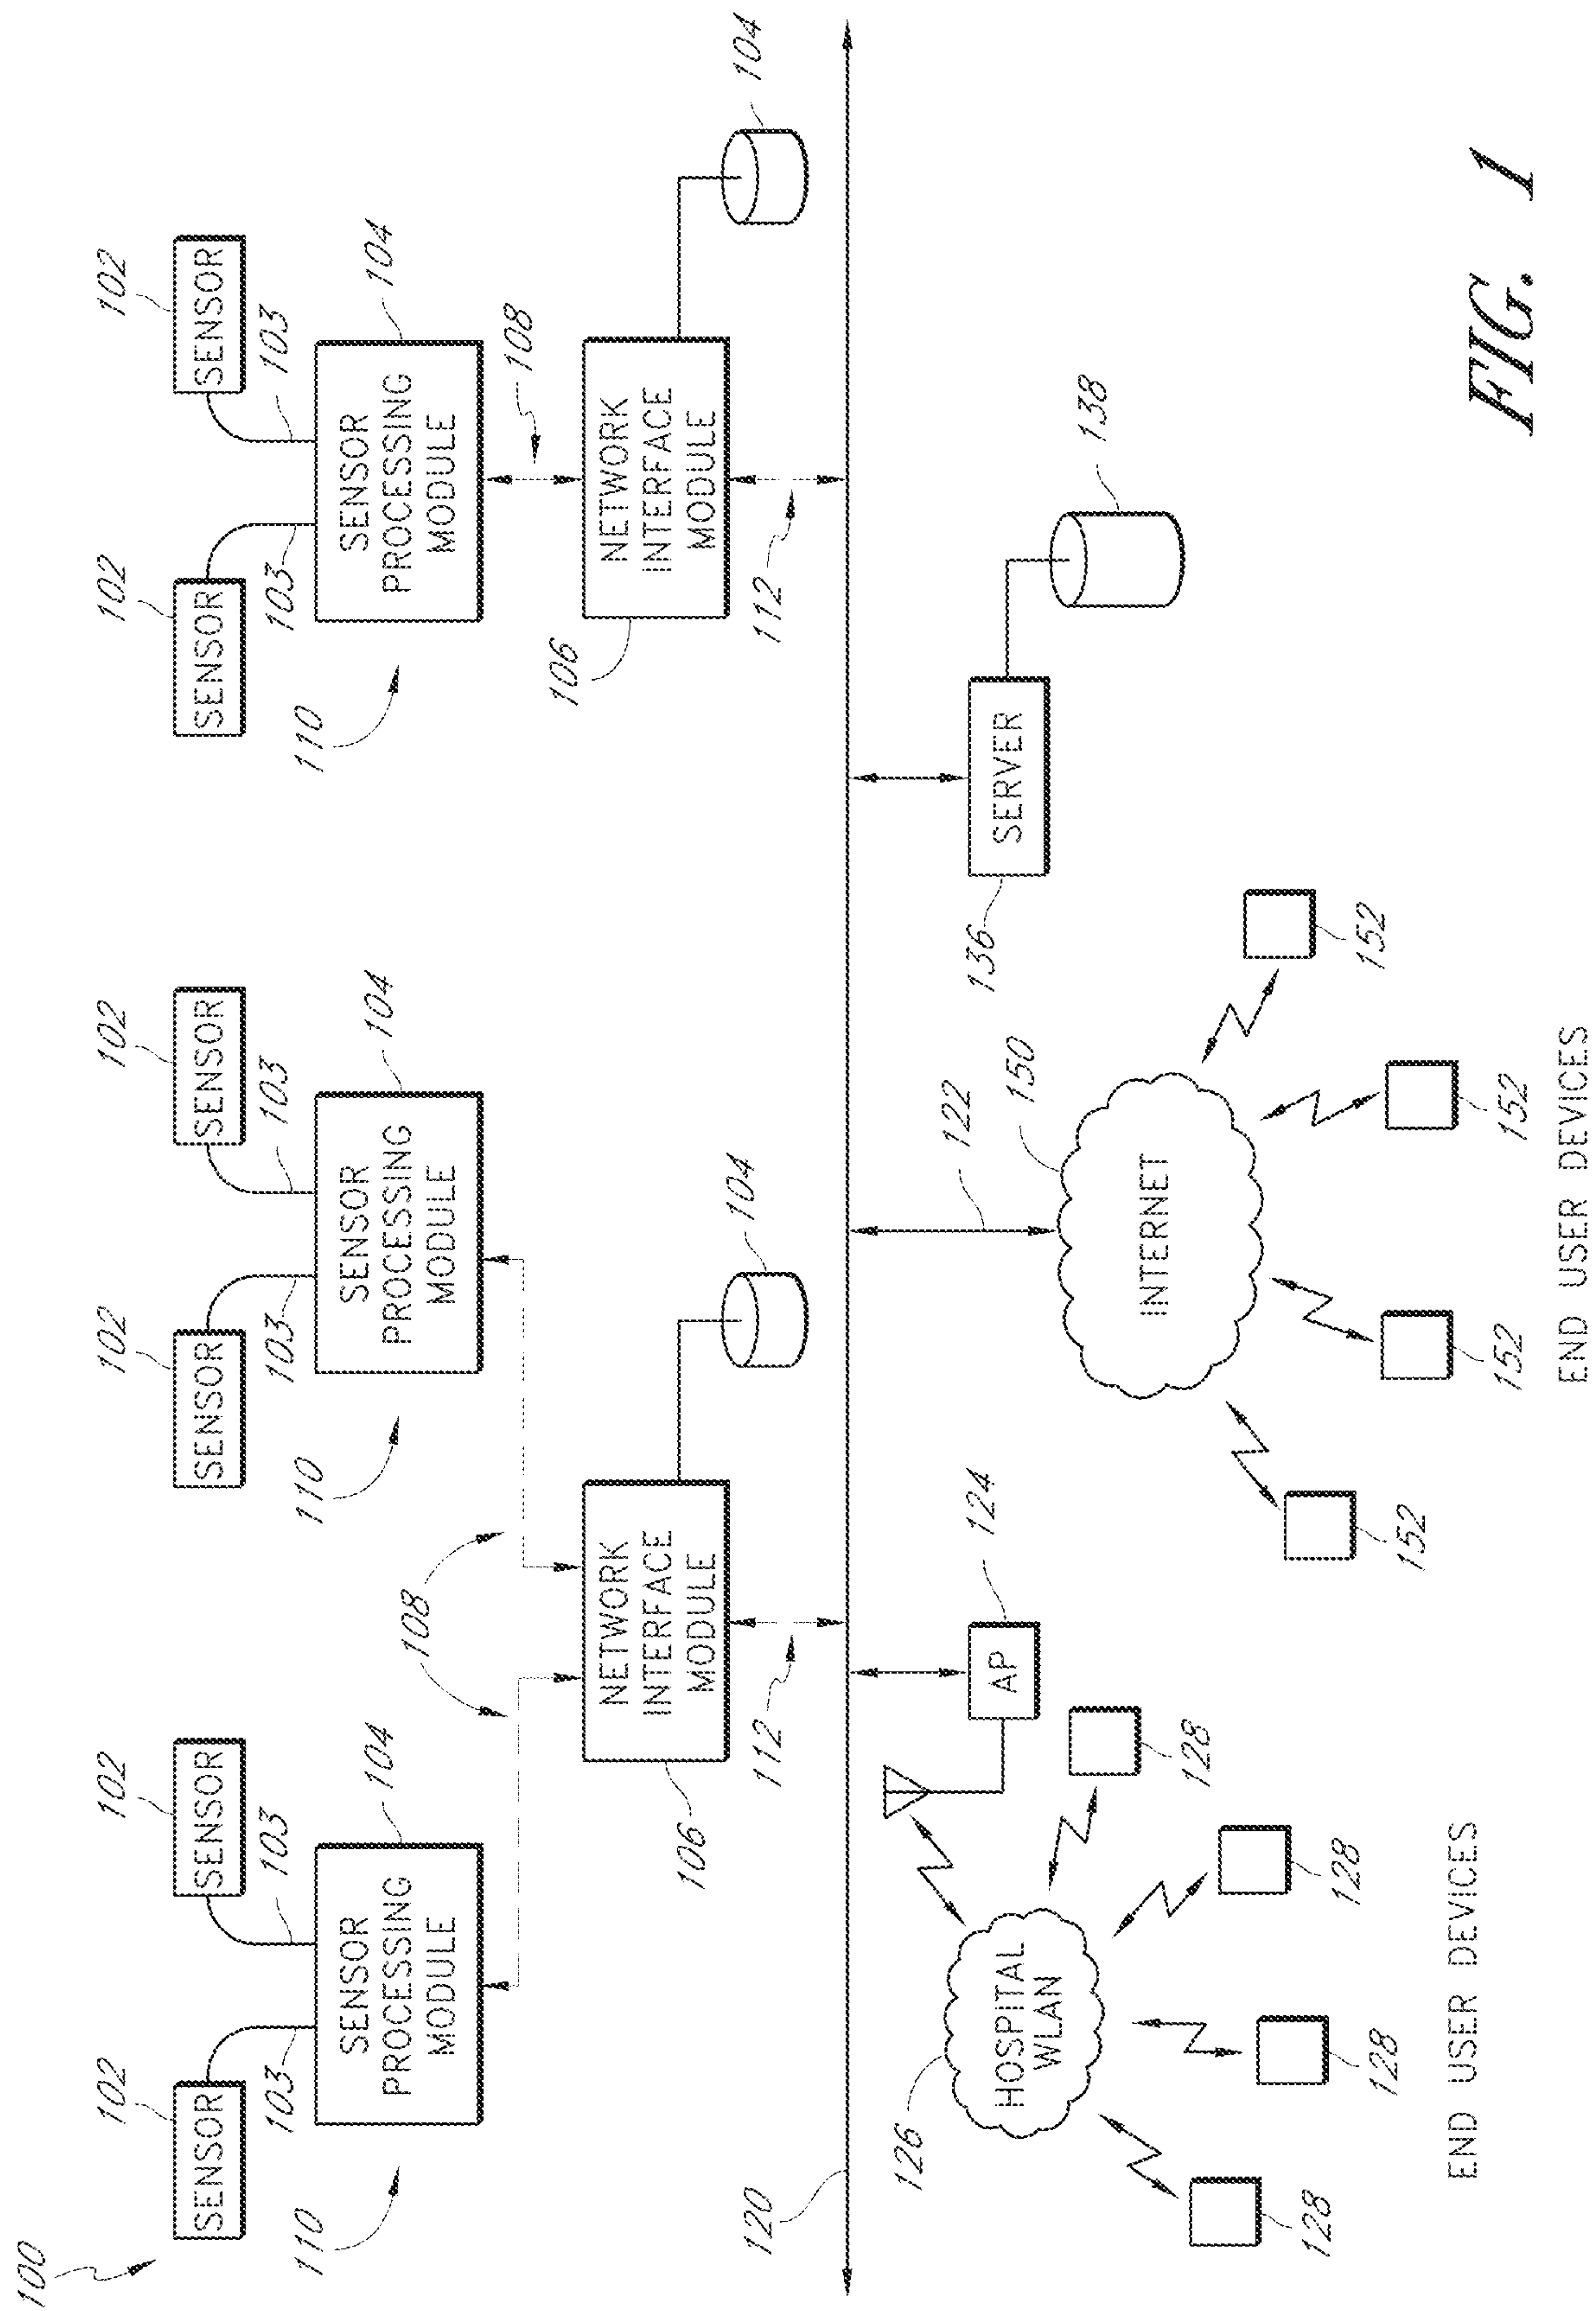 100
102
102
102
102
102
102
SENSOR
SENSOR
SENSOR
SENSOR
SENSOR
SENSOR
103
103
103
103
103
103
110
SENSOR
PROCESSING
MODULE
104
110
SENSOR
PROCESSING
MODULE
104
110
SENSOR
PROCESSING
MODULE
104
108
108
106
NETWORK
INTERFACE
MODULE
104
106
NETWORK
INTERFACE
MODULE
104
112
112
120
126
HOSPITAL
WLAN
AP
124
128
128
128
128
END USER DEVICES
122
150
INTERNET
152
152
152
152
END USER DEVICES
136
SERVER
138
FIG. 1